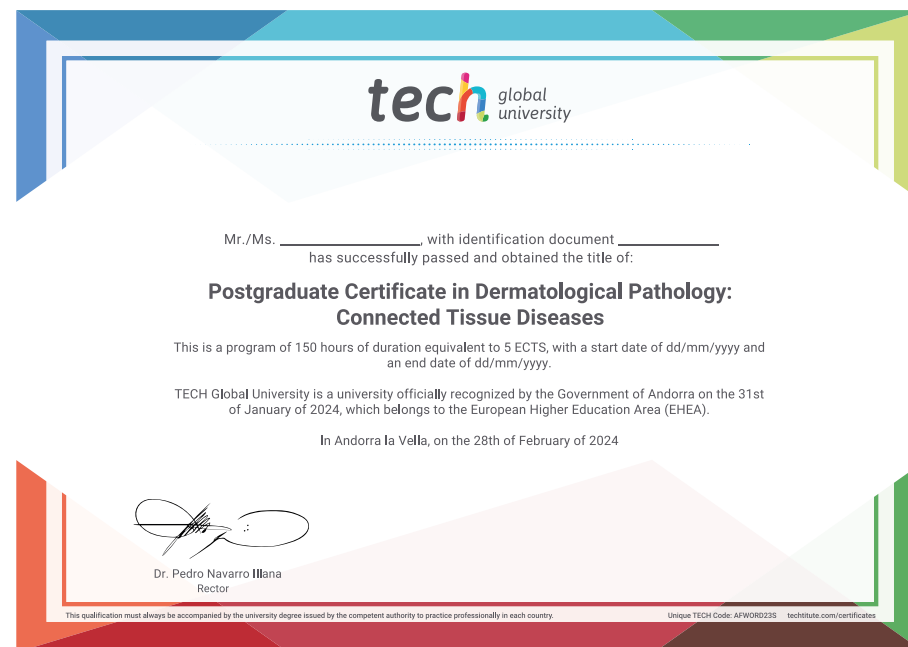 tech global
university
Mr./Ms. ____________, with identification document ____________
has successfully passed and obtained the title of:
Postgraduate Certificate in Dermatological Pathology:
Connected Tissue Diseases
This is a program of 150 hours of duration equivalent to 5 ECTS, with a start date of dd/mm/yyyy and
an end date of dd/mm/yyyy.
TECH Global University is a university officially recognized by the Government of Andorra on the 31st
of January of 2024, which belongs to the European Higher Education Area (EHEA).
In Andorra la Vella, on the 28th of February of 2024
Dr. Pedro Navarro Illana
Rector
This qualification must always be accompanied by the university degree issued by the competent authority to practice professionally in each country.
Unique TECH Code: AFWORD23S techtitute.com/certificates